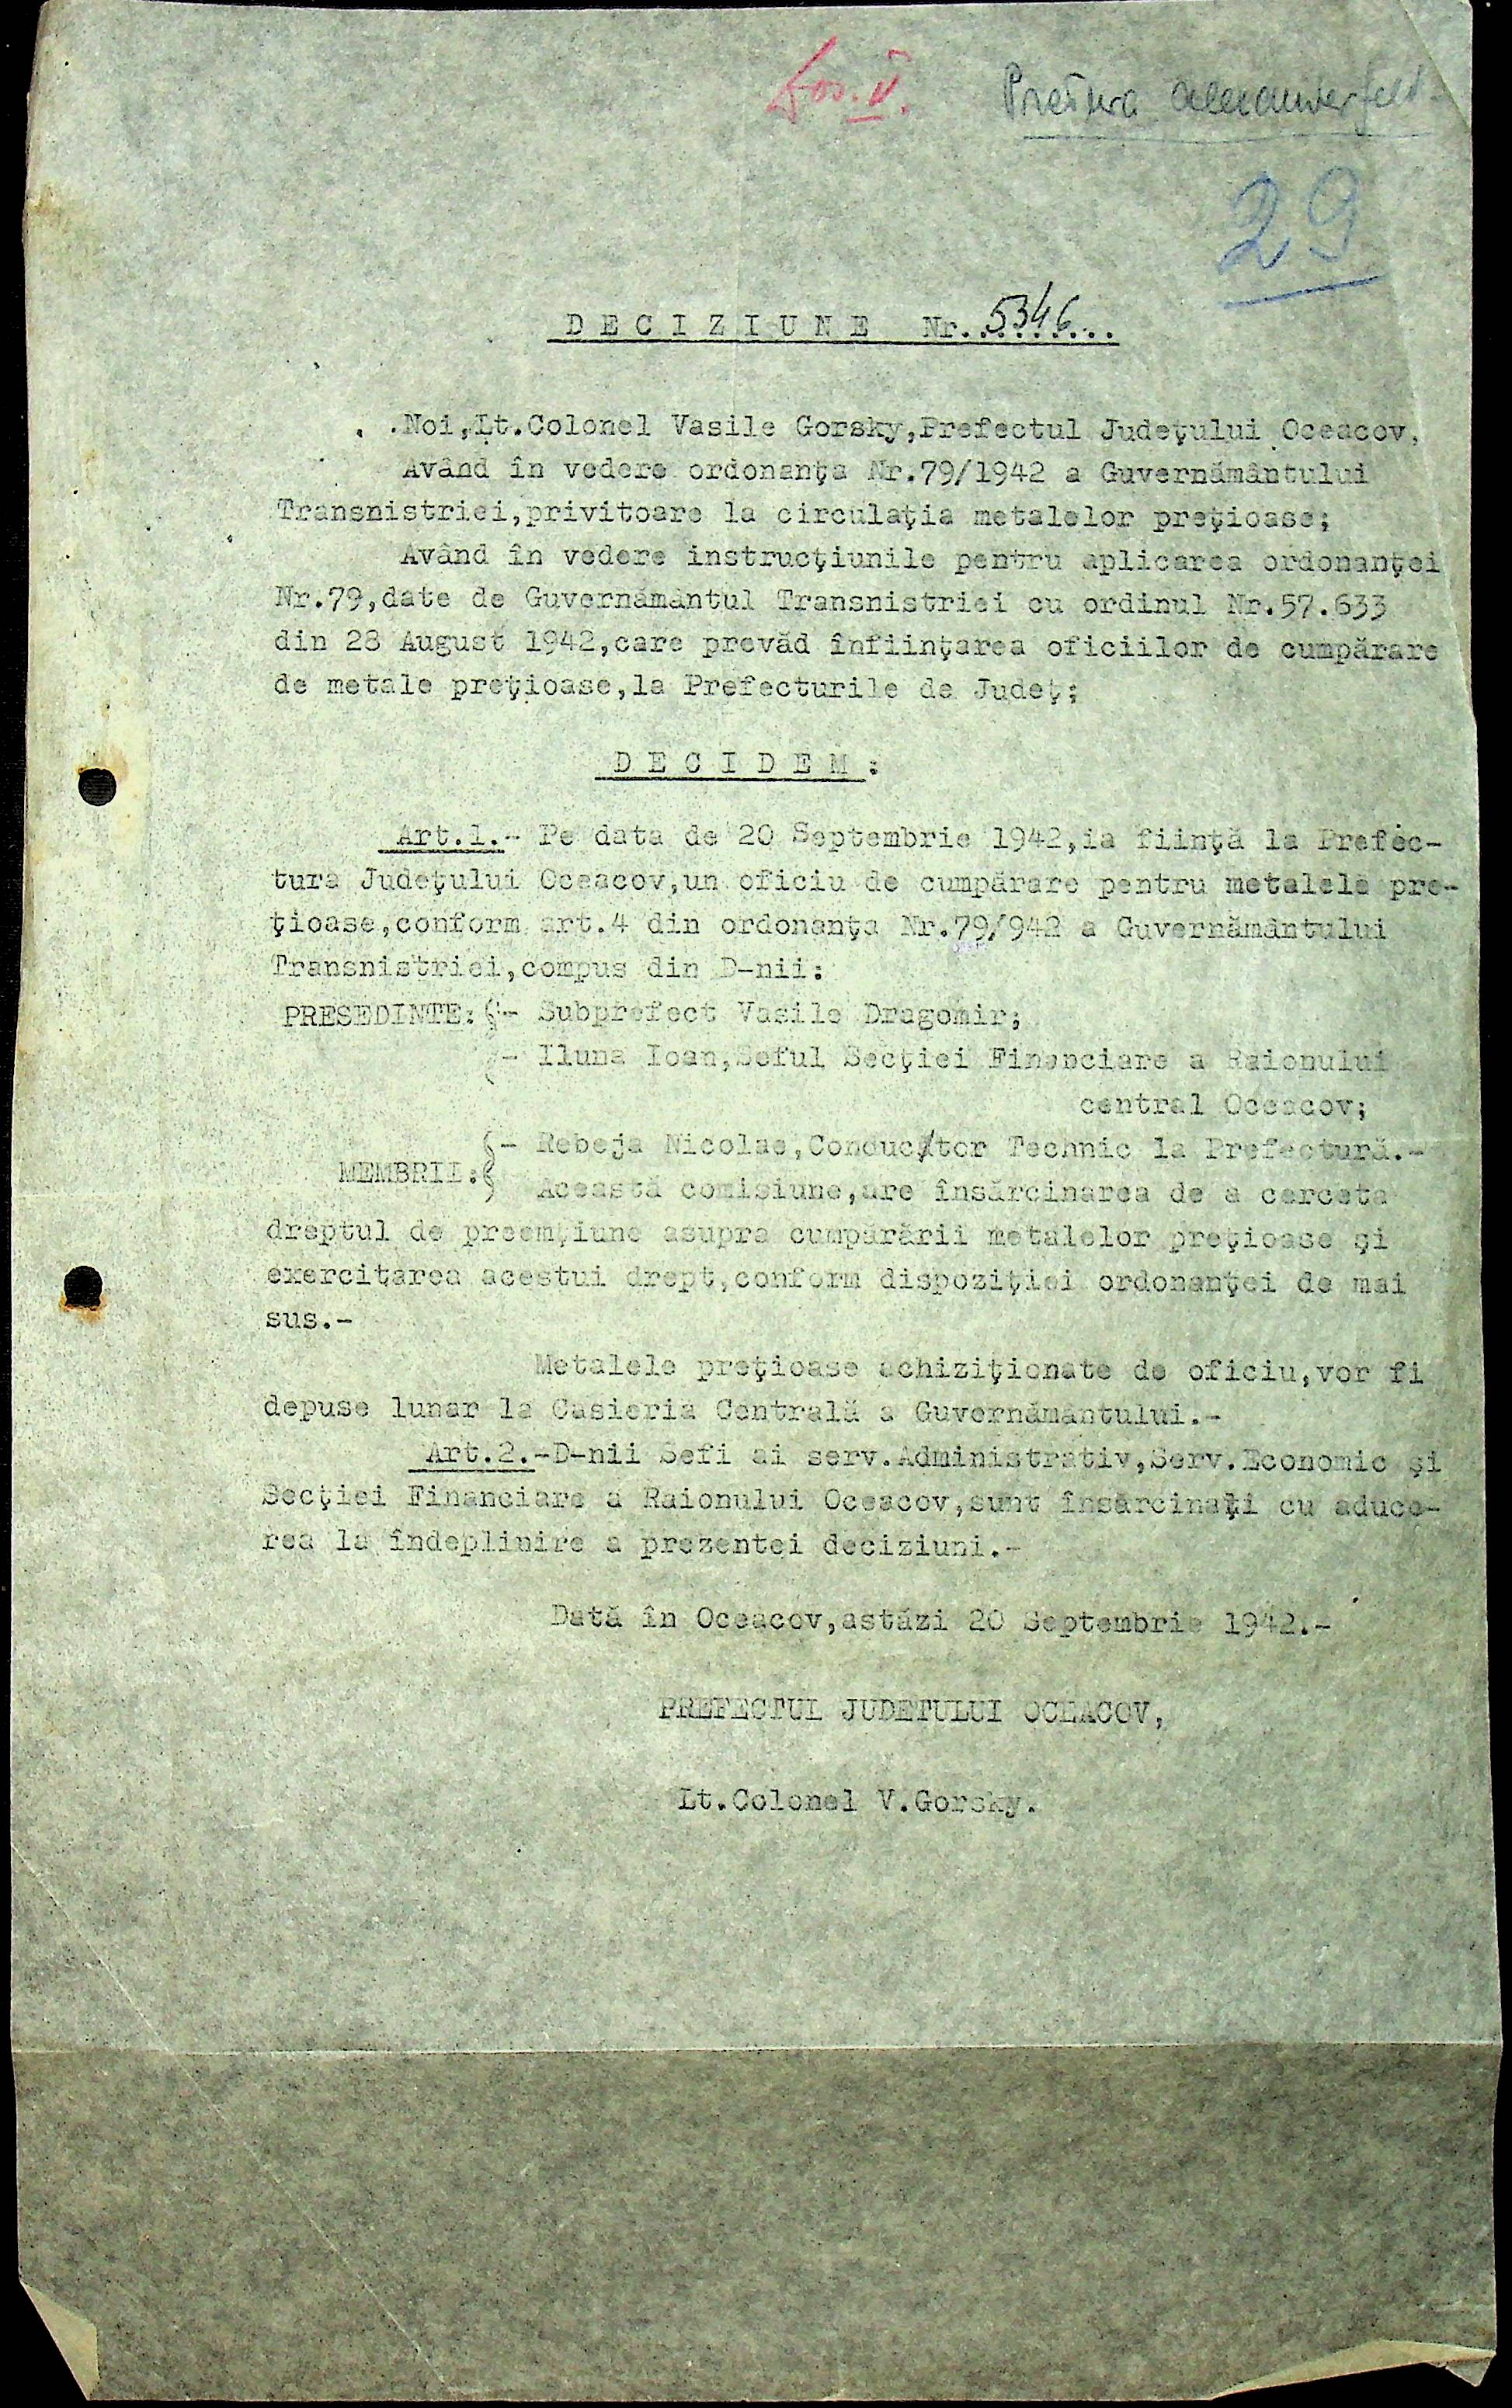 Dos. II.
Pretura Alexanderfeld
29
DECIZIUNE Nr. 5346
Noi,Lt.Colonel Vasile Gorsky,Prefectul Judeţului Oceacov,
Având în vedere ordonanţa Nr.79/1942 a Guvernământului
Transnistriei,privitoare la circulaţia metalelor preţioase;
Având în vedere instrucţiunile pentru aplicarea ordonanţei
Nr.79,date de Guvernământul Transnistriei cu ordinul Nr.57.633
din 28 August 1942,care prevăd înfiinţarea oficiilor de cumpărare
de metale preţioase,la Prefecturile de Judeţ;
DECIDEM:
Art.1.- Pe data de 20 Septembrie 1942,ia fiinţă la Prefec-
tura Judeţului Oceacov,un oficiu de cumpărare pentru metalele pre-
ţioase,conform art.4 din ordonanţa Nr.79/942 a Guvernământului
Transnistriei,compus din D-nii:
PRESEDINTE: - Subprefect Vasile Dragomir;
- Iluna Ioan,Seful Secţiei Financiare a Raionului
central Oceacov;
- Rebeja Nicolae,Conductor Technic la Prefectură.-
MEMBRII:
Această comisiune,are însărcinarea de a cerceta
dreptul de preemţiune asupra cumpărării metalelor preţioase şi
exercitarea acestui drept,conform dispoziţiei ordonanţei de mai
sus.-
Metalele preţioase achiziţionate de oficiu,vor fi
depuse lunar la Casieria Centrală a Guvernământului.-
Art.2.-D-nii Sefi ai serv.Administrativ,Serv.Economic şi
Secţiei Financiare a Raionului Oceacov,sunt însărcinaţi cu aduce-
rea la îndeplinire a prezentei deciziuni.-
Dată în Oceacov,astăzi 20 Septembrie 1942.-
PREFECTUL JUDETULUI OCEACOV,
Lt.Colonel V.Gorsky.